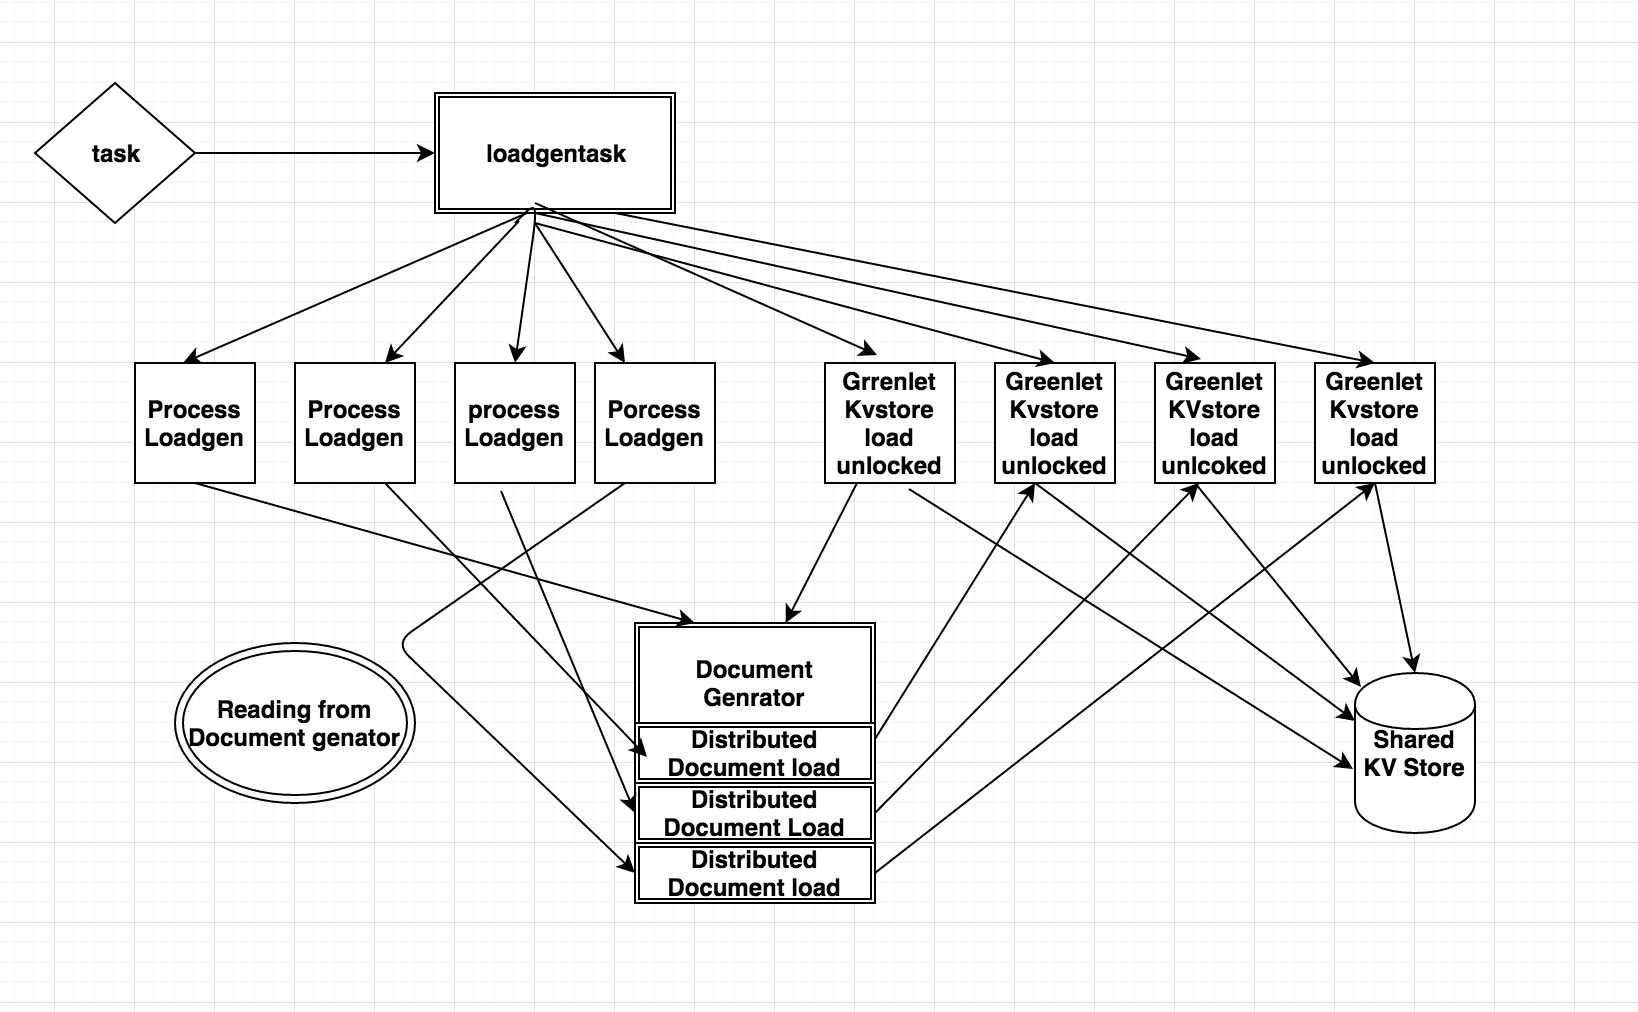 task
loadgentask
Process
Loadgen
Process
Loadgen
process
Loadgen
Porcess
Loadgen
Grrenlet
Kvstore
load
unlocked
Greenlet
Kvstore
load
unlocked
Greenlet
KVstore
load
unlcoked
Greenlet
Kvstore
load
unlocked
Reading from
Document genator
Document
Genrator
Distributed
Document load
Distributed
Document Load
Distributed
Document load
Shared
KV Store